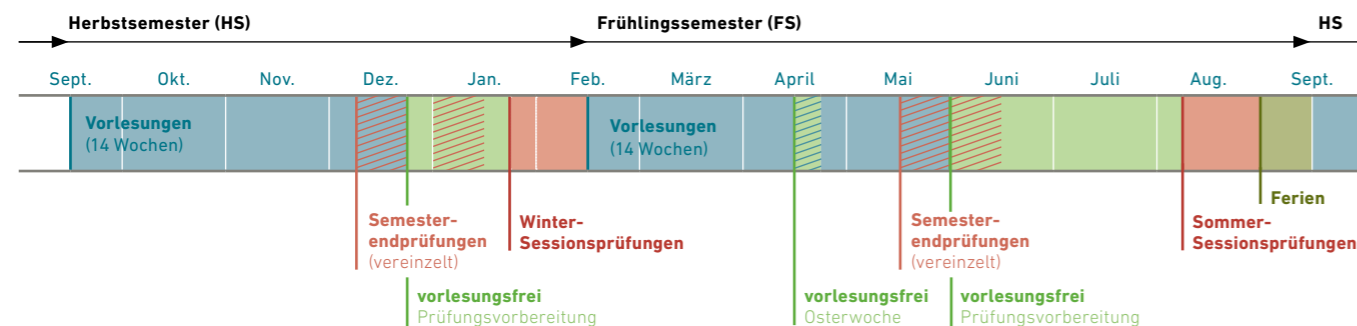 Herbstsemester (HS) Frühlingssemester (FS) HS
Sept. Okt. Nov. Dez. Jan. Feb. März April Mai Juni Juli Aug. Sept.
Vorlesungen
(14 Wochen)
Vorlesungen
(14 Wochen)
Semester-
endprüfungen
(vereinzelt)
Winter-
Sessionsprüfungen
Semester-
endprüfungen
(vereinzelt)
Sommer-
Sessionsprüfungen
Ferien
vorlesungsfrei
Prüfungsvorbereitung
vorlesungsfrei
Osterwoche
vorlesungsfrei
Prüfungsvorbereitung